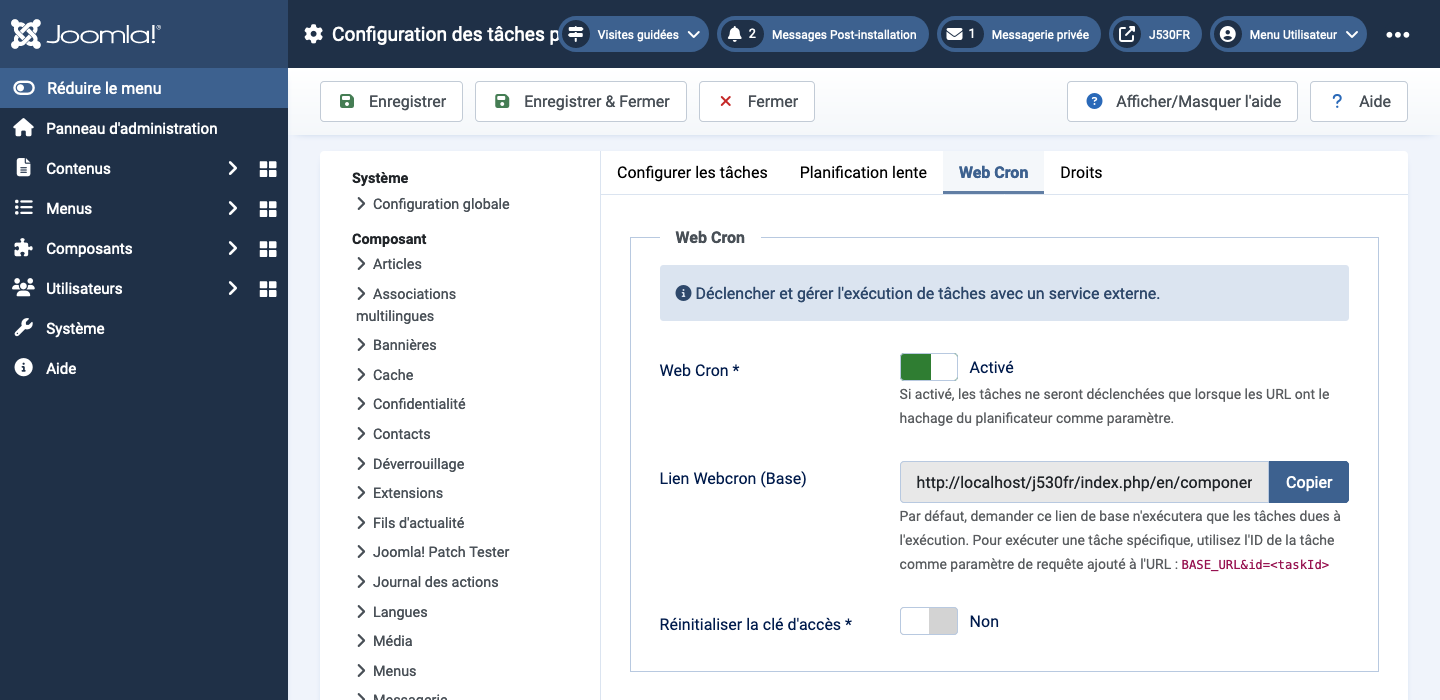 Joomla!®
Configuration des tâches p
Visites guidées
2 Messages Post-installation
1 Messagerie privée
J530FR
Menu Utilisateur
Réduire le menu
Enregistrer
Enregistrer & Fermer
Fermer
Afficher/Masquer l'aide
? Aide
Panneau d'administration
Contenus
Menus
Composants
Utilisateurs
Système
Aide
Système
Configuration globale
Composant
Articles
Associations
multilingues
Bannières
Cache
Confidentialité
Contacts
Déverrouillage
Extensions
Fils d'actualité
Joomla! Patch Tester
Journal des actions
Langues
Média
Menus
Messagerie
Configurer les tâches
Planification lente
Web Cron
Droits
Web Cron
Déclencher et gérer l'exécution de tâches avec un service externe.
Web Cron *
Activé
Si activé, les tâches ne seront déclenchées que lorsque les URL ont le
hachage du planificateur comme paramètre.
Lien Webcron (Base)
http://localhost/j530fr/index.php/en/componer
Copier
Par défaut, demander ce lien de base n'exécutera que les tâches dues à
l'exécution. Pour exécuter une tâche spécifique, utilisez l'ID de la tâche
comme paramètre de requête ajouté à l'URL : BASE_URL&id=<taskId>
Réinitialiser la clé d'accès *
Non